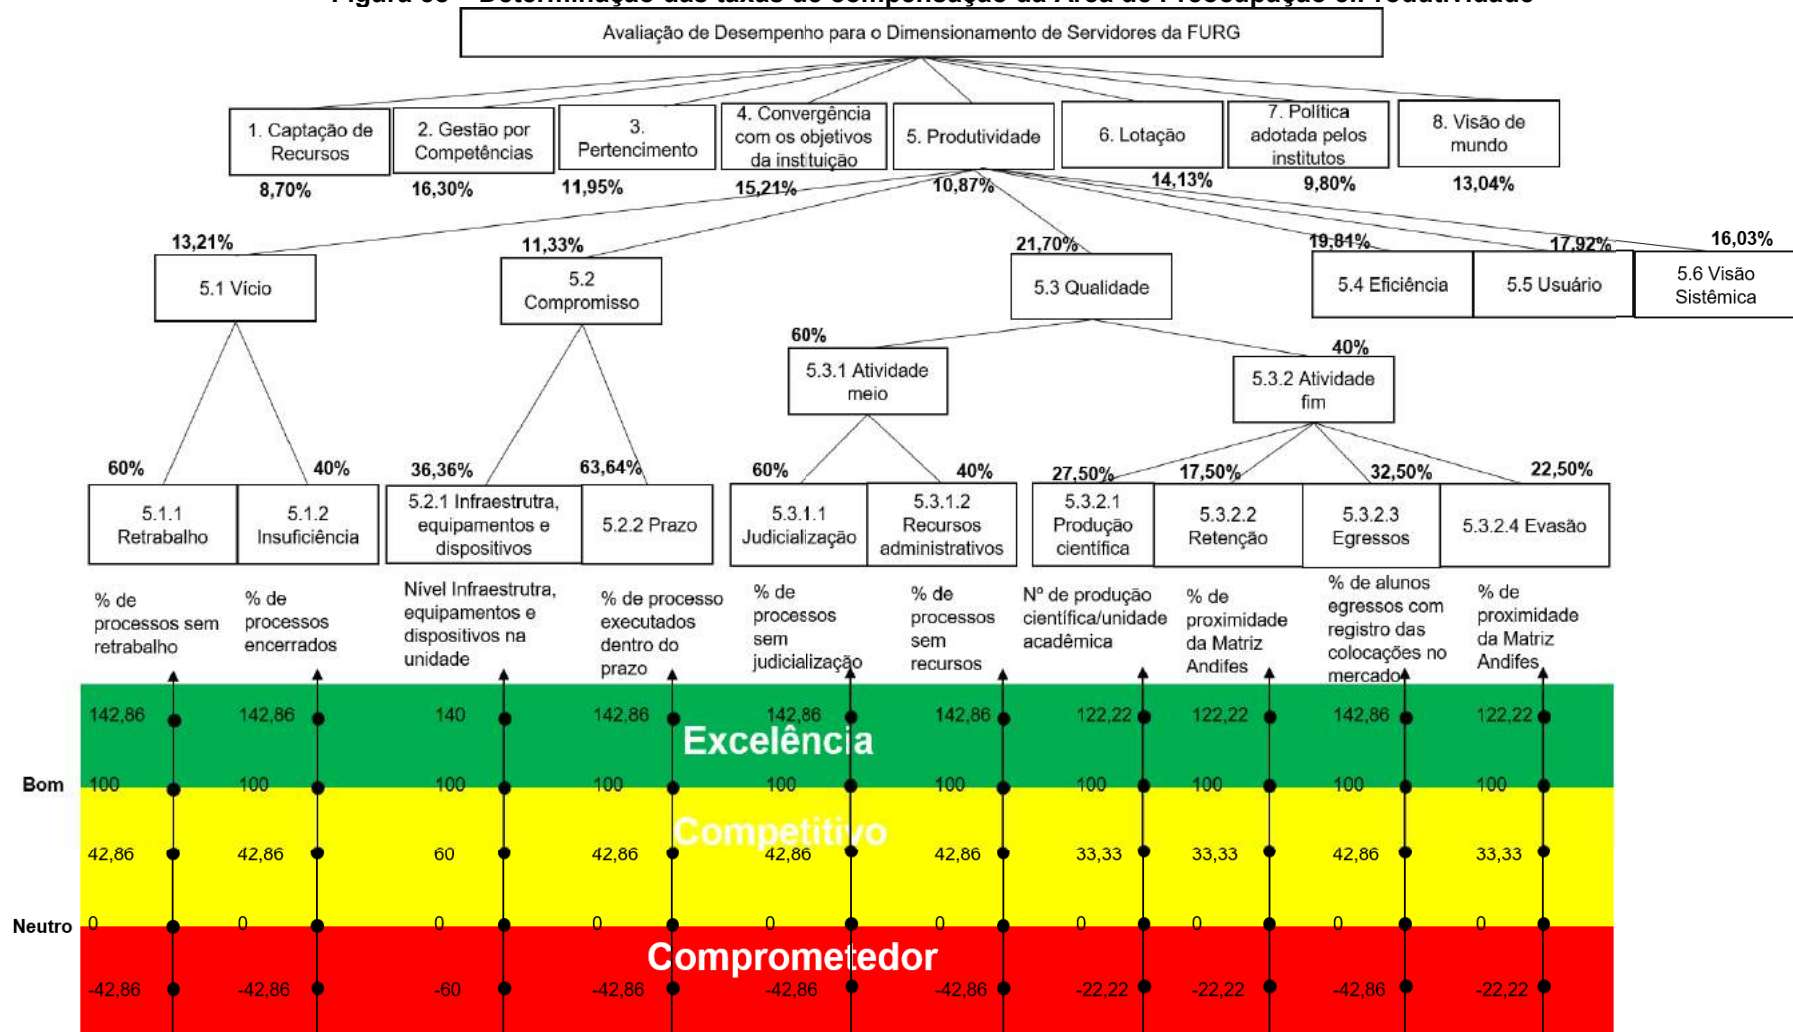 Figura 58 – Determinação das taxas de compensação da Área de Preocupação 5.Produtividade
Avaliação de Desempenho para o Dimensionamento de Servidores da FURG
1. Captação de
Recursos
8,70%
2. Gestão por
Competências
16,30%
3.
Pertencimento
11,95%
4. Convergência
com os objetivos
da instituição
15,21%
5. Produtividade
10,87%
6. Lotação
14,13%
7. Política
adotada pelos
institutos
9,80%
8. Visão de
mundo
13,04%
13,21%
5.1 Vício
11,33%
5.2
Compromisso
21,70%
5.3 Qualidade
19,81%
5.4 Eficiência
17,92%
5.5 Usuário
16,03%
5.6 Visão
Sistêmica
60%
5.3.1 Atividade
meio
40%
5.3.2 Atividade
fim
60%
5.1.1
Retrabalho
40%
5.1.2
Insuficiência
36,36%
5.2.1 Infraestrutra,
equipamentos e
dispositivos
63,64%
5.2.2 Prazo
60%
5.3.1.1
Judicialização
40%
5.3.1.2
Recursos
administrativos
27,50%
5.3.2.1
Produção
científica
17,50%
5.3.2.2
Retenção
32,50%
5.3.2.3
Egressos
22,50%
5.3.2.4 Evasão
% de
processos sem
retrabalho
% de
processos
encerrados
Nível Infraestrutra,
equipamentos e
dispositivos na
unidade
% de processo
executados
dentro do
prazo
% de
processos
sem
judicialização
% de
processos
sem
recursos
Nº de produção
científica/unidade
acadêmica
% de
proximidade
da Matriz
Andifes
% de alunos
egressos com
registro das
colocações no
mercado
% de
proximidade
da Matriz
Andifes
142,86 142,86 140 142,86 142,86 142,86 122,22 122,22 142,86 122,22
Excelência
Bom 100 100 100 100 100 100 100 100 100 100
Competitivo
42,86 42,86 60 42,86 42,86 42,86 33,33 33,33 42,86 33,33
Neutro 0 0 0 0 0 0 0 0 0 0
Comprometedor
-42,86 -42,86 -60 -42,86 -42,86 -42,86 -22,22 -22,22 -42,86 -22,22